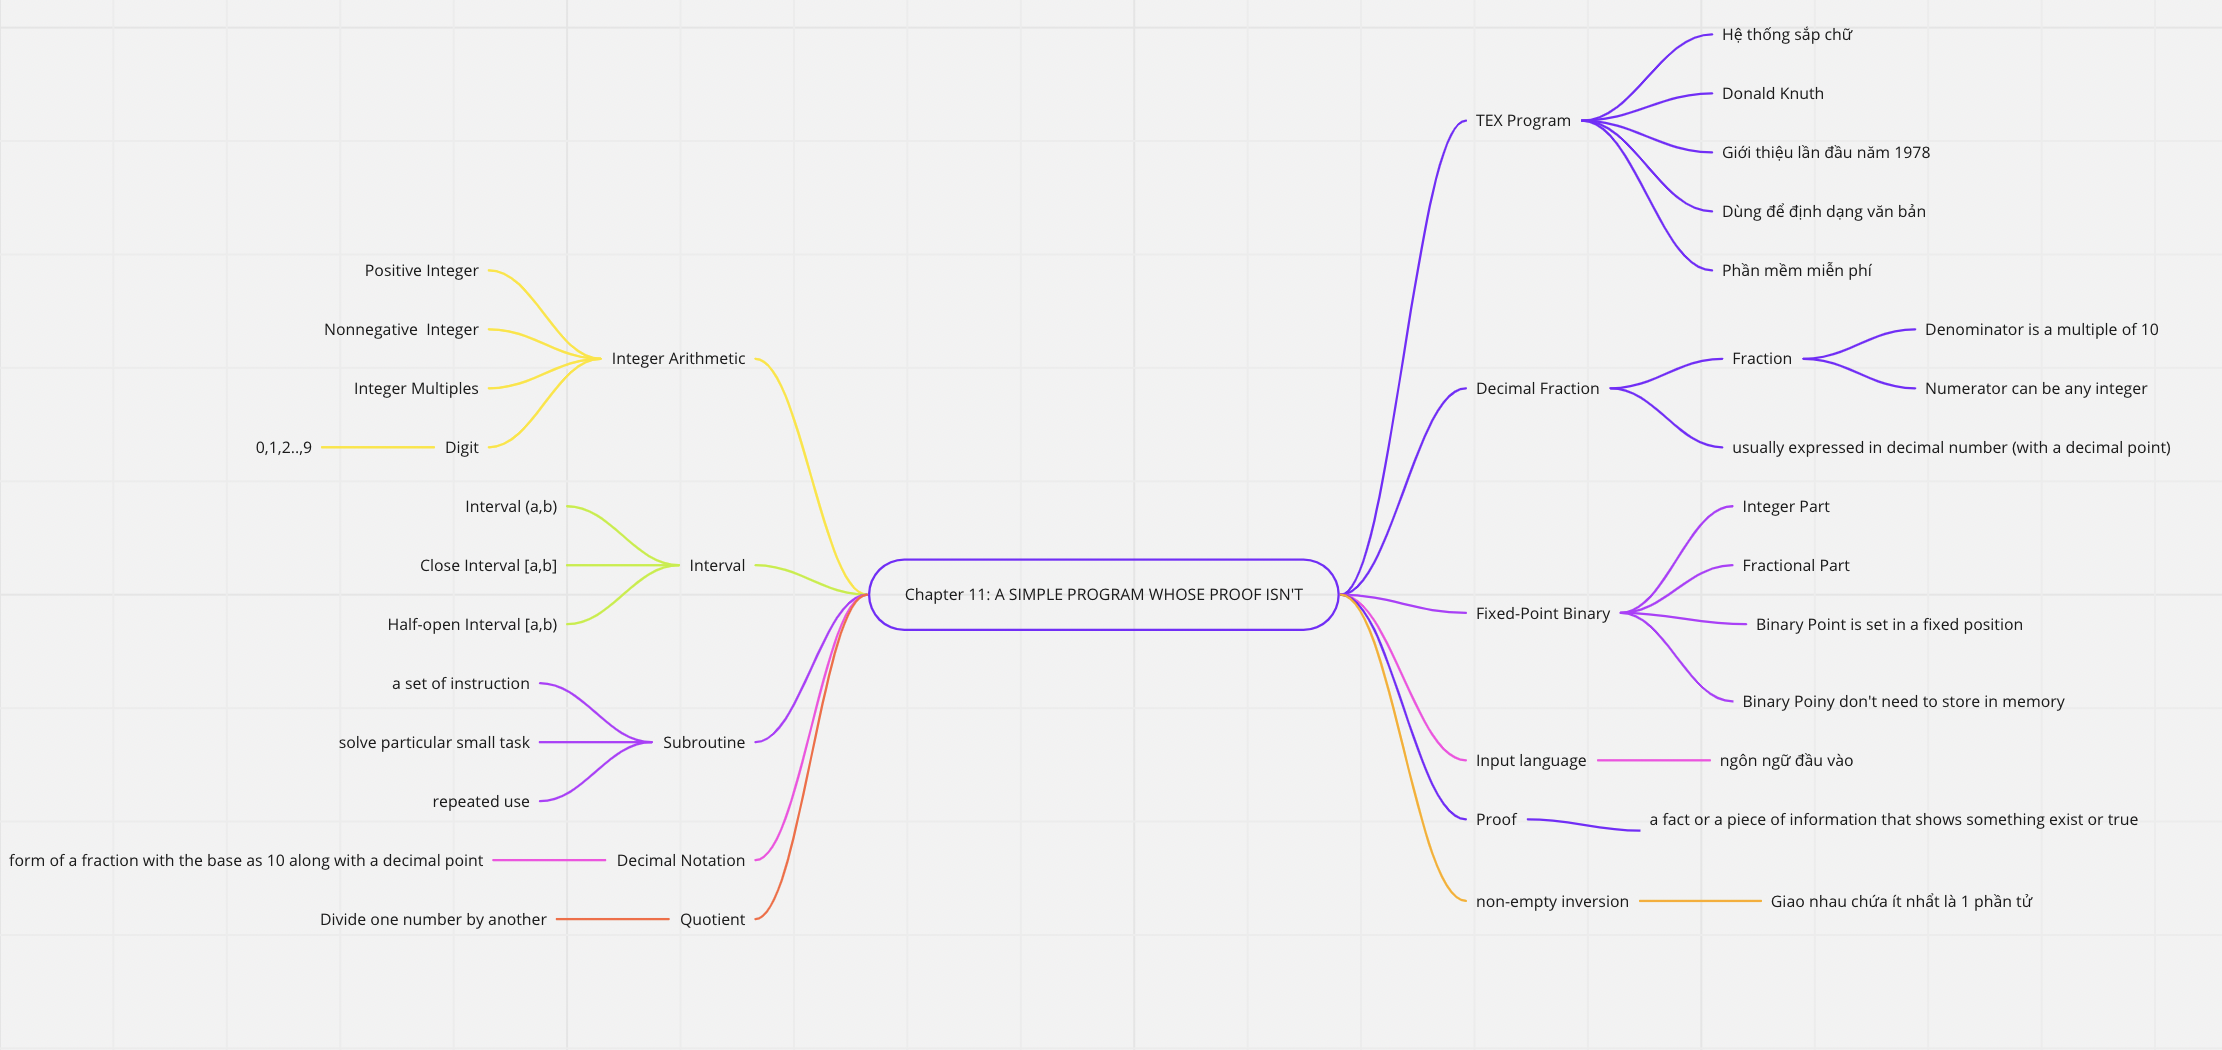 Chapter 11: A SIMPLE PROGRAM WHOSE PROOF ISN'T
TEX Program
Hệ thống sắp chữ
Donald Knuth
Giới thiệu lần đầu năm 1978
Dùng để định dạng văn bản
Phần mềm miễn phí
Decimal Fraction
Fraction
Denominator is a multiple of 10
Numerator can be any integer
usually expressed in decimal number (with a decimal point)
Fixed-Point Binary
Integer Part
Fractional Part
Binary Point is set in a fixed position
Binary Poiny don't need to store in memory
Input language
ngôn ngữ đầu vào
Proof
a fact or a piece of information that shows something exist or true
non-empty inversion
Giao nhau chứa ít nhất là 1 phần tử
Integer Arithmetic
Positive Integer
Nonnegative  Integer
Integer Multiples
Digit
0,1,2..,9
Interval
Interval (a,b)
Close Interval [a,b]
Half-open Interval [a,b)
Subroutine
a set of instruction
solve particular small task
repeated use
Decimal Notation
form of a fraction with the base as 10 along with a decimal point
Quotient
Divide one number by another